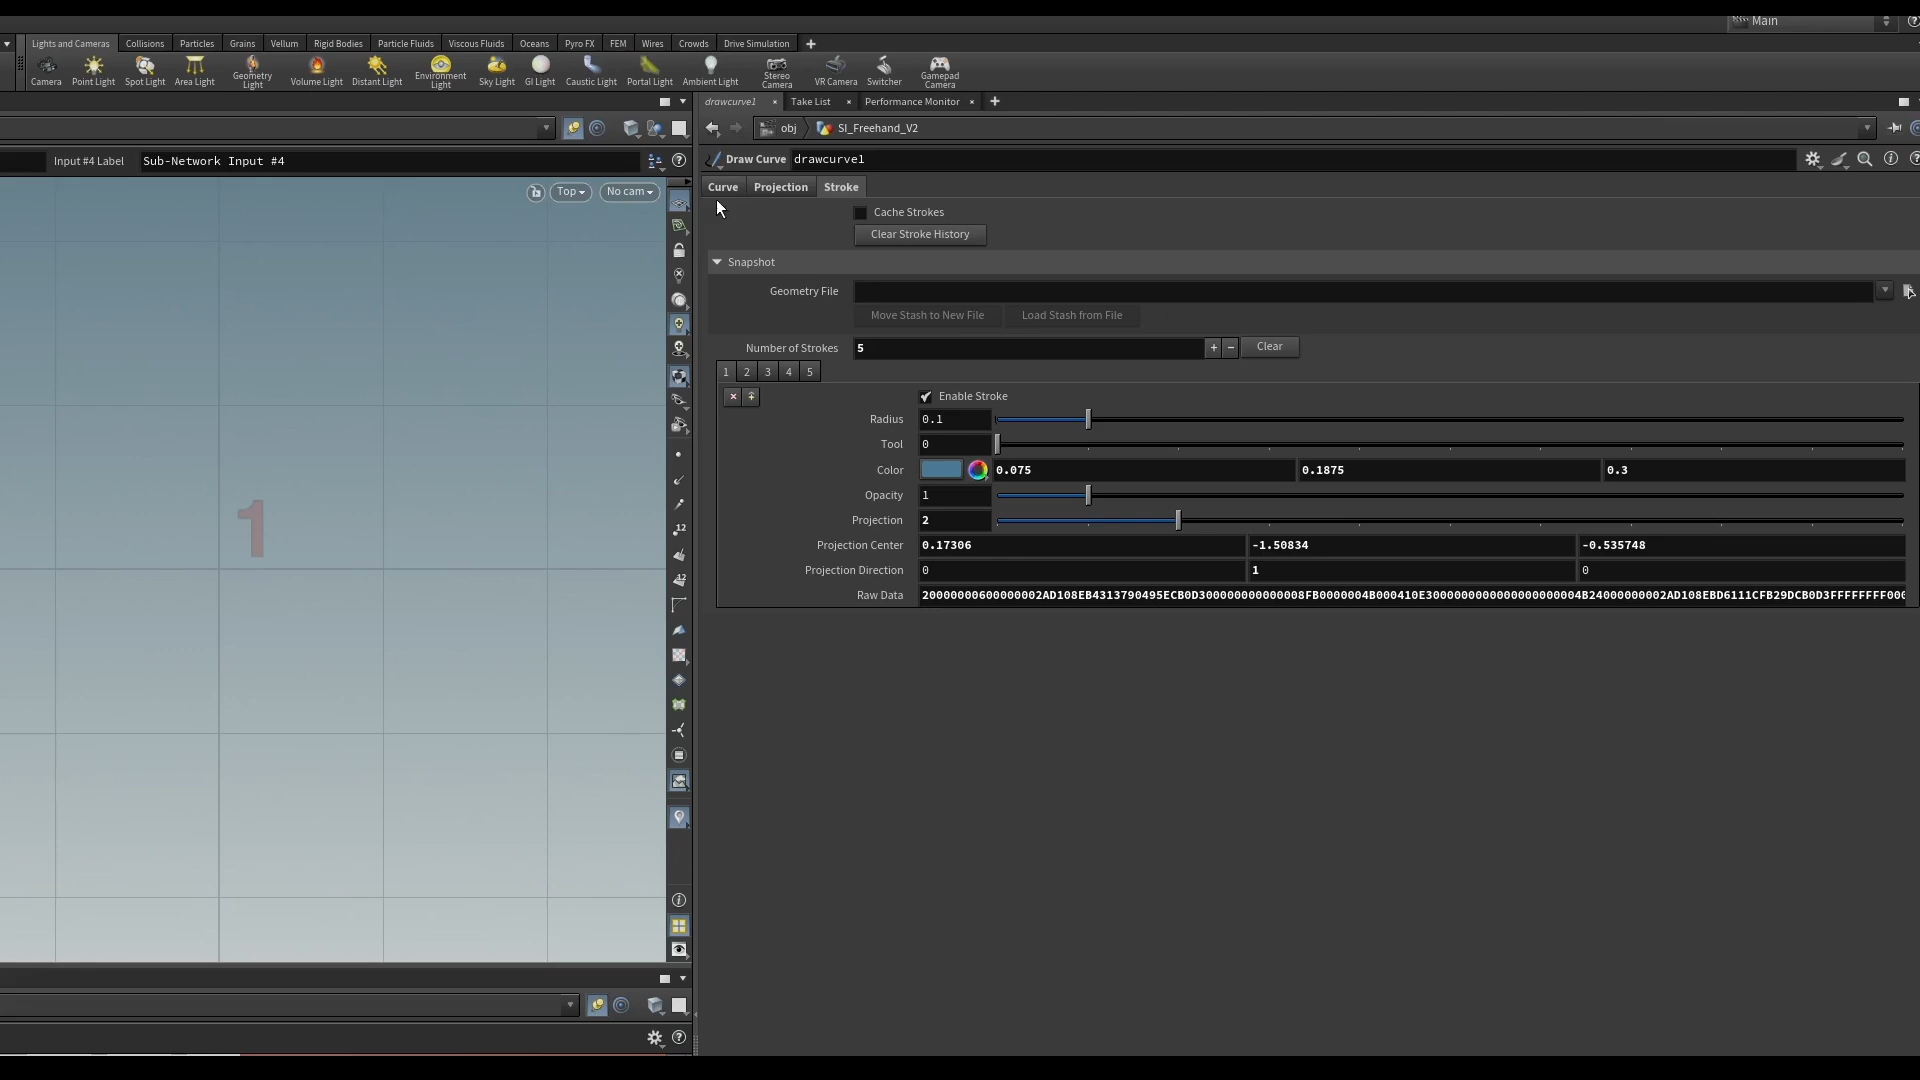 Main
Lights and Cameras Collisions Particles Grains Vellum Rigid Bodies Particle Fluids Viscous Fluids Oceans Pyro FX FEM Wires Crowds Drive Simulation
Camera Point Light Spot Light Area Light Geometry Light Volume Light Distant Light Environment Light Sky Light GI Light Caustic Light Portal Light Ambient Light Stereo Camera VR Camera Switcher Gamepad Camera
drawcurve1 Take List Performance Monitor
obj SI_Freehand_V2
Input #4 Label Sub-Network Input #4
Draw Curve drawcurve1
Top No cam
Curve Projection Stroke
Cache Strokes
Clear Stroke History
Snapshot
Geometry File
Move Stash to New File Load Stash from File
Number of Strokes 5 + − Clear
1 2 3 4 5
Enable Stroke
Radius 0.1
Tool 0
Color 0.075 0.1875 0.3
Opacity 1
Projection 2
Projection Center 0.17306 -1.50834 -0.535748
Projection Direction 0 1 0
Raw Data 20000000600000002AD108EB4313790495ECB0D300000000000008FB0000004B000410E30000000000000000004B24000000002AD108EBD6111CFB29DCB0D3FFFFFFFF000
1
12
12